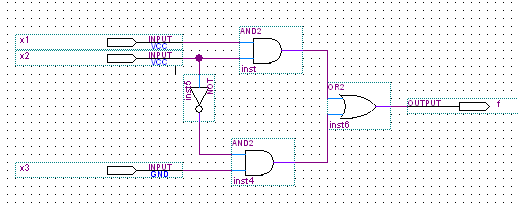 AND2
x1 INPUT
VCC
x2 INPUT
VCC
inst
inst5
NOT
OR2
OUTPUT f
inst6
AND2
x3 INPUT
GND
inst4